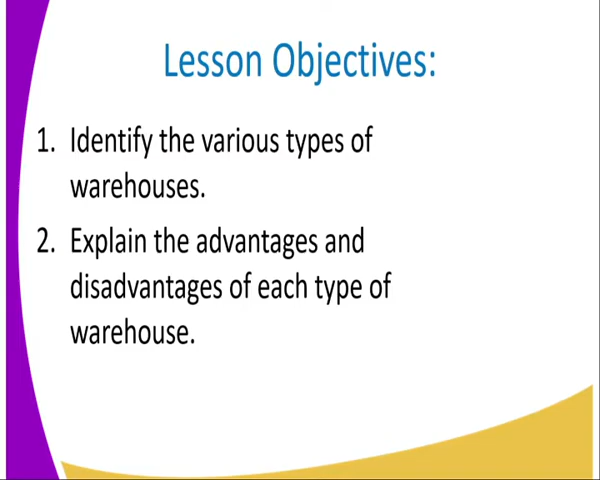 Lesson Objectives:
1. Identify the various types of
warehouses.
2. Explain the advantages and
disadvantages of each type of
warehouse.